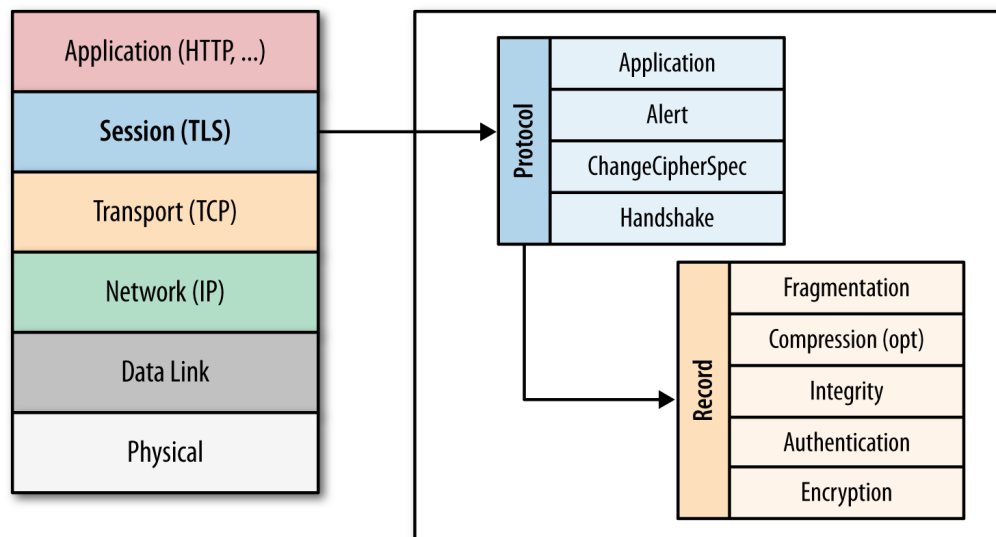 Application (HTTP, ...)
Session (TLS)
Transport (TCP)
Network (IP)
Data Link
Physical
Protocol
Application
Alert
ChangeCipherSpec
Handshake
Record
Fragmentation
Compression (opt)
Integrity
Authentication
Encryption